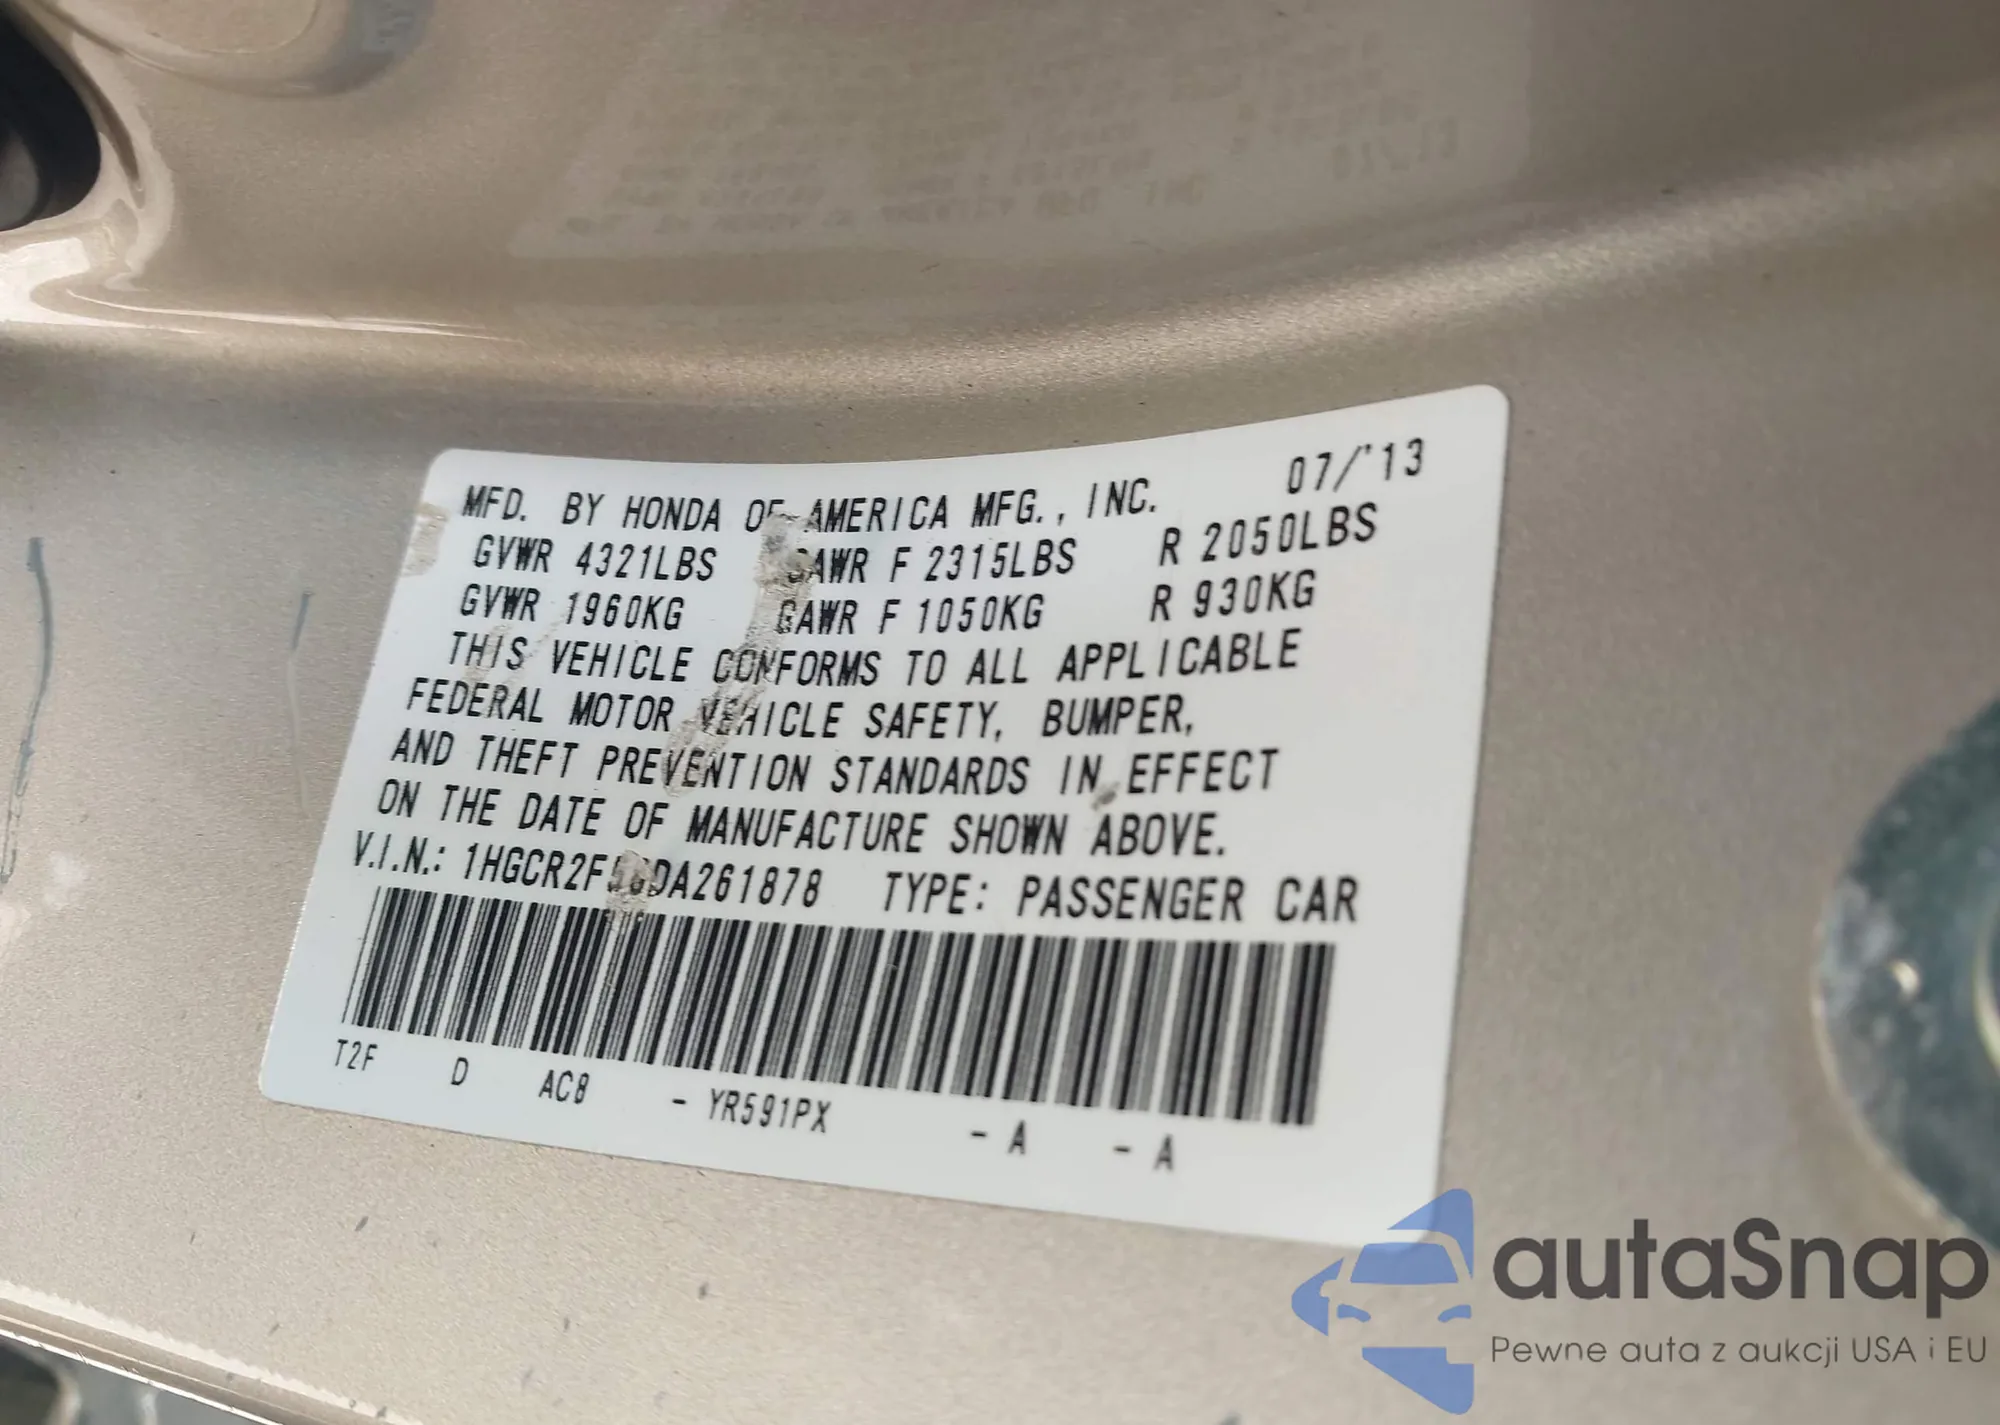 MFD. BY HONDA OF AMERICA MFG., INC. 07/'13
GVWR 4321LBS GAWR F 2315LBS R 2050LBS
GVWR 1960KG GAWR F 1050KG R 930KG
THIS VEHICLE CONFORMS TO ALL APPLICABLE
FEDERAL MOTOR VEHICLE SAFETY, BUMPER,
AND THEFT PREVENTION STANDARDS IN EFFECT
ON THE DATE OF MANUFACTURE SHOWN ABOVE.
V.I.N.: TYPE: PASSENGER CAR
T2F D AC8 - YR591PX - A - A
autaSnap
Pewne auta z aukcji USA i EU